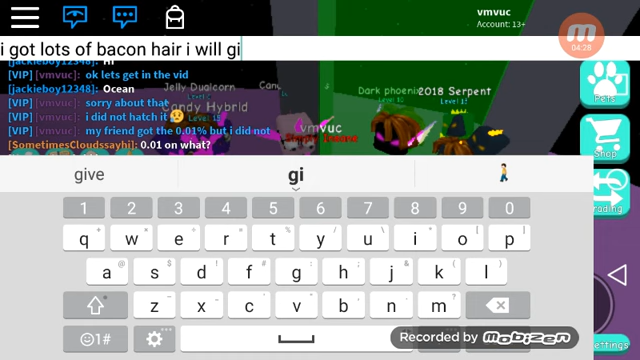 vmvuc
Account: 13+
04:28
i got lots of bacon hair i will gi
[jackieboy12348]: Hi
[VIP] [vmvuc]: ok lets get in the vid
[jackieboy12348]: Ocean
[VIP] [vmvuc]: sorry about that
[VIP] [vmvuc]: i did not hatch it 😢
[VIP] [vmvuc]: my friend got the 0.01% but i did not
[SometimesCloudssayhi]: 0.01 on what?
Jelly Dualcorn
Candy Hybrid
Dark phoenix
2018 Serpent
vmvuc
Pets
Shop
Trading
Settings
give gi 🚶
1 2 3 4 5 6 7 8 9 0
q w e r t y u i o p
a s d f g h j k l
z x c v b n m
☺1#
Recorded by mobizen